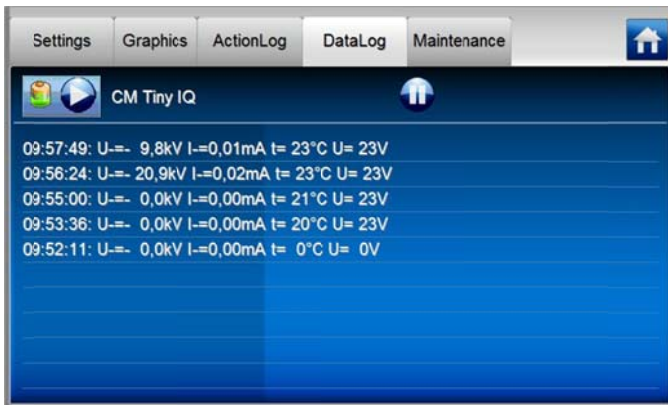 Settings Graphics ActionLog DataLog Maintenance
CM Tiny IQ
09:57:49: U-=- 9,8kV I-=0,01mA t= 23°C U= 23V
09:56:24: U-=- 20,9kV I-=0,02mA t= 23°C U= 23V
09:55:00: U-=- 0,0kV I-=0,00mA t= 21°C U= 23V
09:53:36: U-=- 0,0kV I-=0,00mA t= 20°C U= 23V
09:52:11: U-=- 0,0kV I-=0,00mA t= 0°C U= 0V